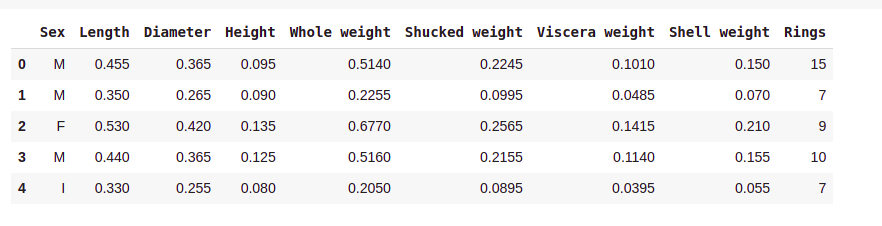 Sex Length Diameter Height Whole weight Shucked weight Viscera weight Shell weight Rings
0 M 0.455 0.365 0.095 0.5140 0.2245 0.1010 0.150 15
1 M 0.350 0.265 0.090 0.2255 0.0995 0.0485 0.070 7
2 F 0.530 0.420 0.135 0.6770 0.2565 0.1415 0.210 9
3 M 0.440 0.365 0.125 0.5160 0.2155 0.1140 0.155 10
4 I 0.330 0.255 0.080 0.2050 0.0895 0.0395 0.055 7